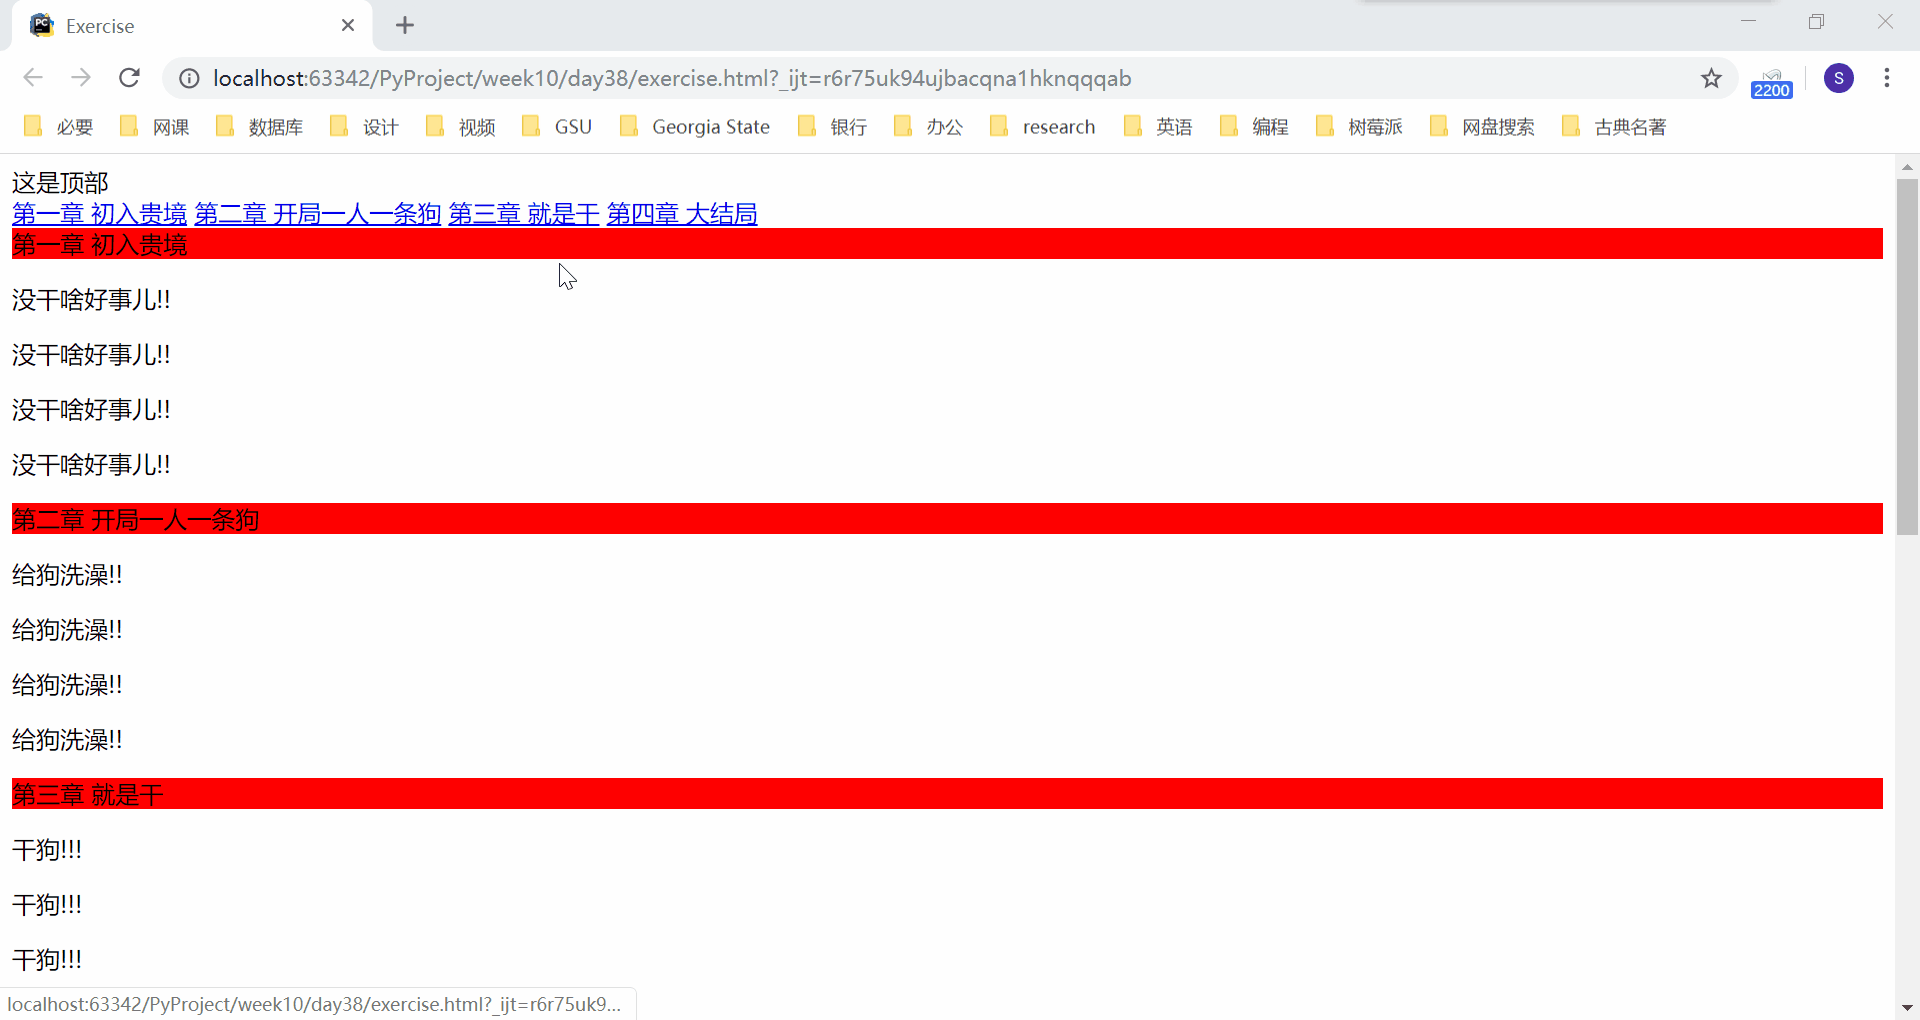 Exercise
localhost:63342/PyProject/week10/day38/exercise.html?_ijt=r6r75uk94ujbacqna1hknqqqab
2200
S
必要 网课 数据库 设计 视频 GSU Georgia State 银行 办公 research 英语 编程 树莓派 网盘搜索 古典名著
这是顶部
第一章 初入贵境 第二章 开局一人一条狗 第三章 就是干 第四章 大结局
第一章 初入贵境
没干啥好事儿!!
没干啥好事儿!!
没干啥好事儿!!
没干啥好事儿!!
第二章 开局一人一条狗
给狗洗澡!!
给狗洗澡!!
给狗洗澡!!
给狗洗澡!!
第三章 就是干
干狗!!!
干狗!!!
干狗!!!
localhost:63342/PyProject/week10/day38/exercise.html?_ijt=r6r75uk9...